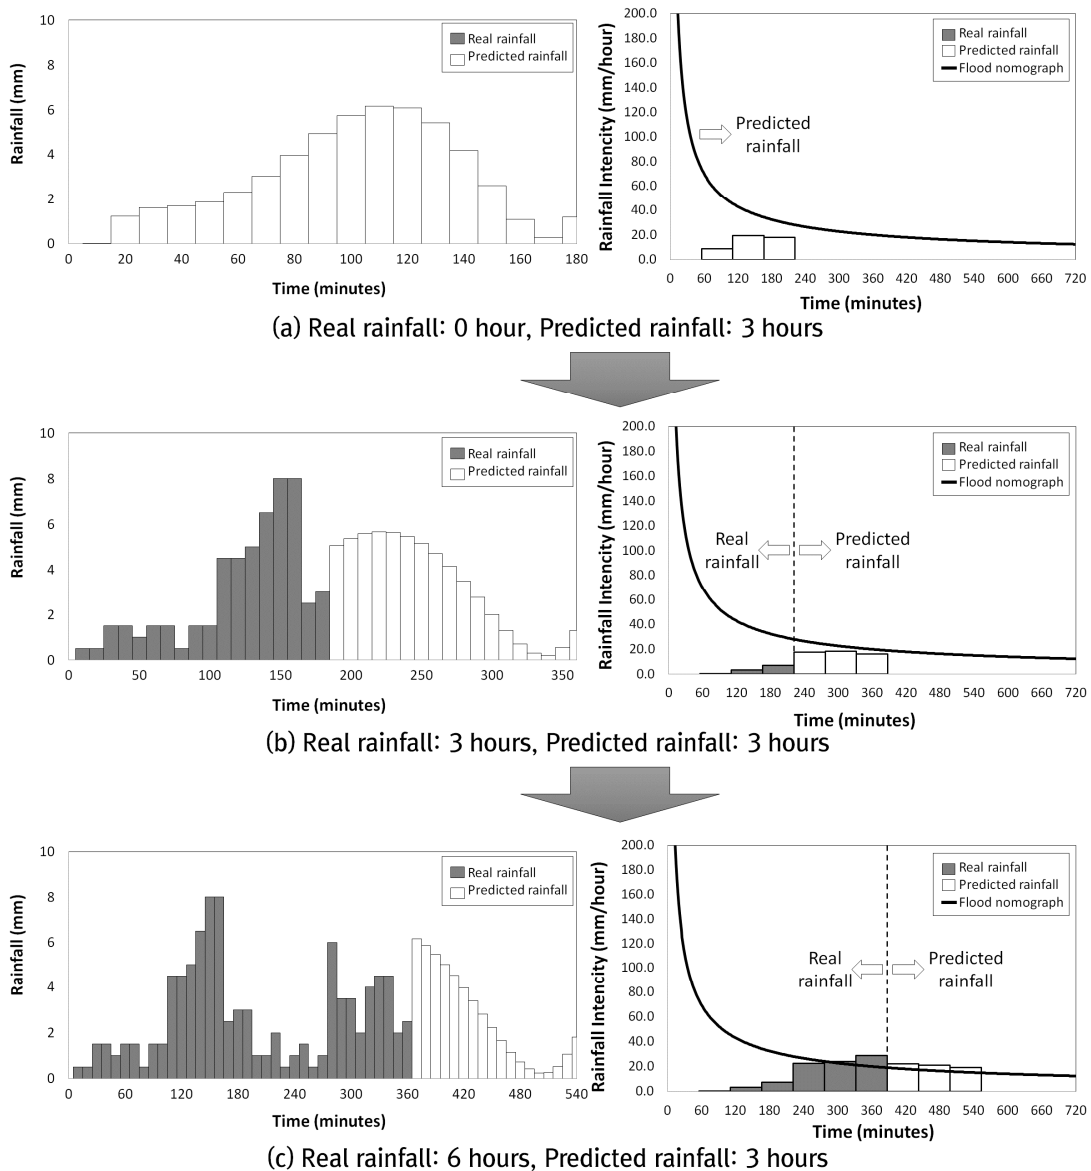 10
8
6
4
2
0
Rainfall (mm)
Real rainfall
Predicted rainfall
0 20 40 60 80 100 120 140 160 180
Time (minutes)
200.0
180.0
160.0
140.0
120.0
100.0
80.0
60.0
40.0
20.0
0.0
Rainfall Intencity (mm/hour)
Real rainfall
Predicted rainfall
Flood nomograph
Predicted
rainfall
0 60 120 180 240 300 360 420 480 540 600 660 720
Time (minutes)
(a) Real rainfall: 0 hour, Predicted rainfall: 3 hours
10
8
6
4
2
0
Rainfall (mm)
Real rainfall
Predicted rainfall
0 50 100 150 200 250 300 350
Time (minutes)
200.0
180.0
160.0
140.0
120.0
100.0
80.0
60.0
40.0
20.0
0.0
Rainfall Intencity (mm/hour)
Real rainfall
Predicted rainfall
Flood nomograph
Real
rainfall
Predicted
rainfall
0 60 120 180 240 300 360 420 480 540 600 660 720
Time (minutes)
(b) Real rainfall: 3 hours, Predicted rainfall: 3 hours
10
8
6
4
2
0
Rainfall (mm)
Real rainfall
Predicted rainfall
0 60 120 180 240 300 360 420 480 540
Time (minutes)
200.0
180.0
160.0
140.0
120.0
100.0
80.0
60.0
40.0
20.0
0.0
Rainfall Intencity (mm/hour)
Real rainfall
Predicted rainfall
Flood nomograph
Real
rainfall
Predicted
rainfall
0 60 120 180 240 300 360 420 480 540 600 660 720
Time (minutes)
(c) Real rainfall: 6 hours, Predicted rainfall: 3 hours